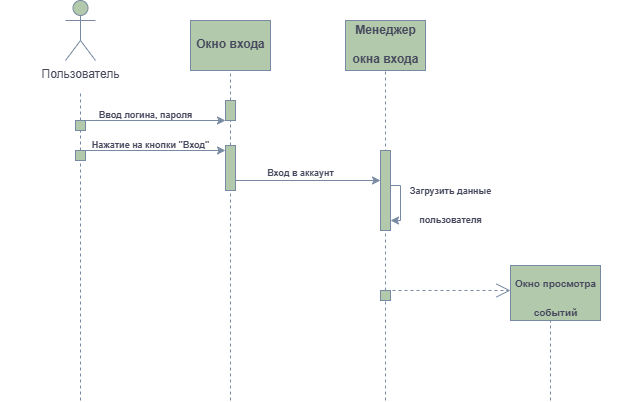 Пользователь
Окно входа
Менеджер
окна входа
Ввод логина, пароля
Нажатие на кнопки "Вход"
Вход в аккаунт
Загрузить данные
пользователя
Окно просмотра
событий